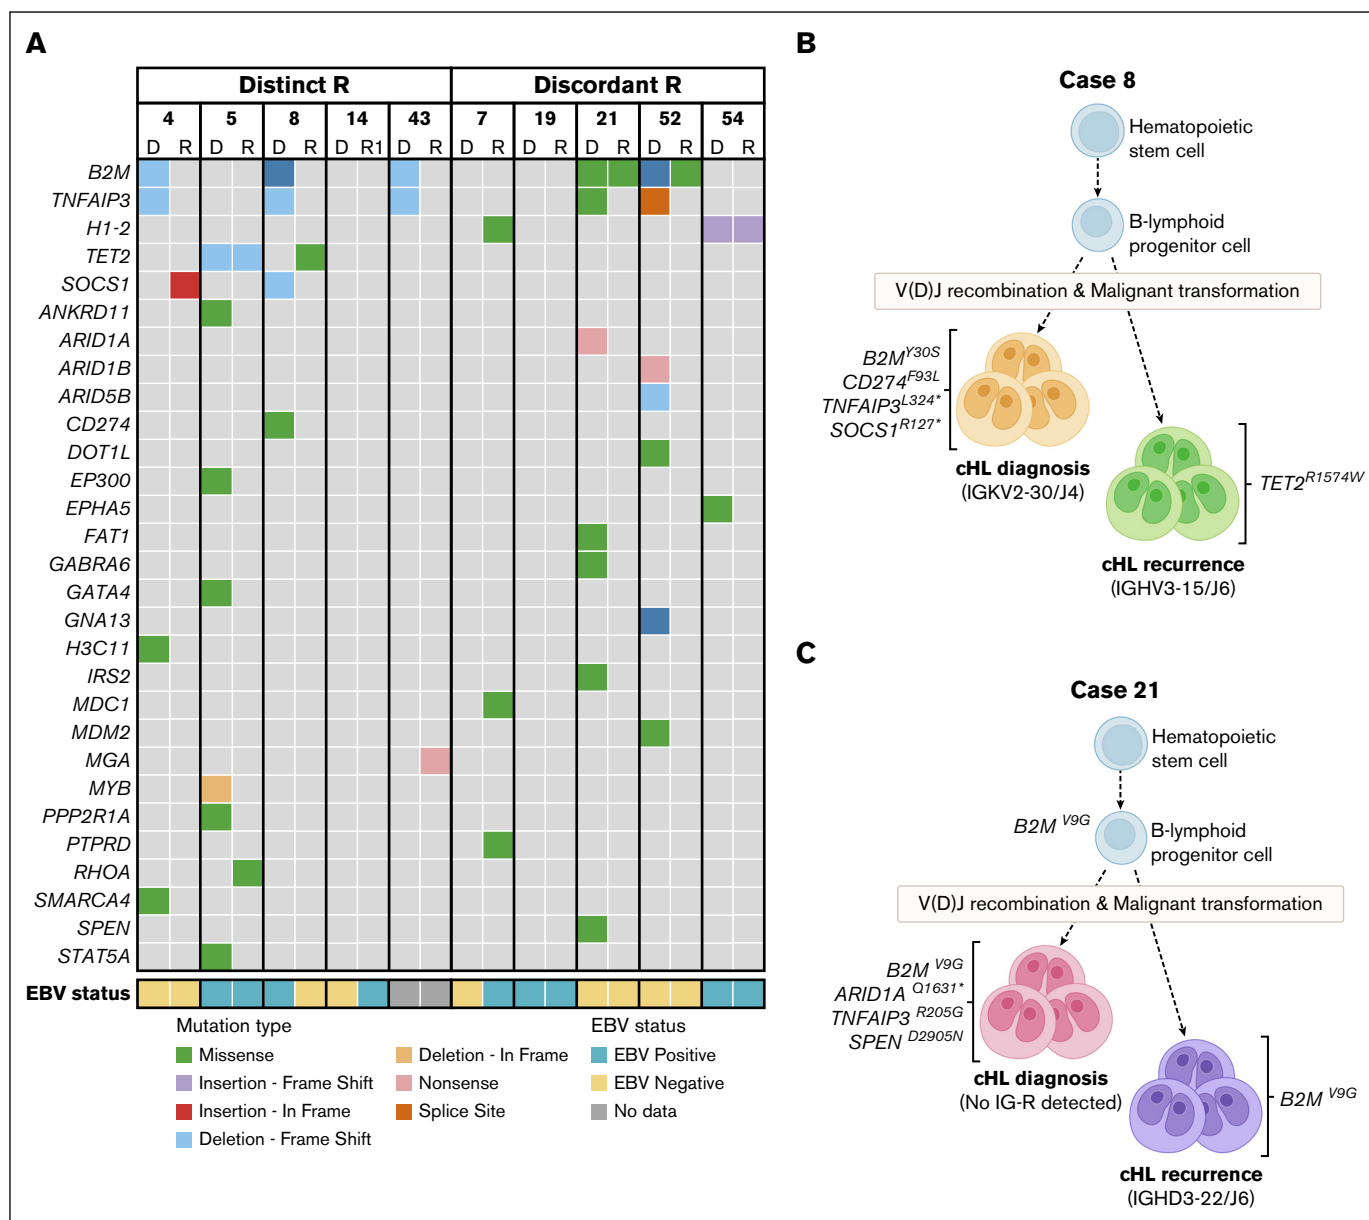 A
Distinct R Discordant R
4 5 8 14 43 7 19 21 52 54
D R D R D R D R1 D R D R D R D R D R D R
B2M
TNFAIP3
H1-2
TET2
SOCS1
ANKRD11
ARID1A
ARID1B
ARID5B
CD274
DOT1L
EP300
EPHA5
FAT1
GABRA6
GATA4
GNA13
H3C11
IRS2
MDC1
MDM2
MGA
MYB
PPP2R1A
PTPRD
RHOA
SMARCA4
SPEN
STAT5A
EBV status
Mutation type
Missense
Insertion - Frame Shift
Insertion - In Frame
Deletion - Frame Shift
Deletion - In Frame
Nonsense
Splice Site
EBV status
EBV Positive
EBV Negative
No data
B
Case 8
Hematopoietic
stem cell
B-lymphoid
progenitor cell
V(D)J recombination & Malignant transformation
B2M^Y30S
CD274^F93L
TNFAIP3^L324*
SOCS1^R127*
cHL diagnosis
(IGKV2-30/J4)
TET2^R1574W
cHL recurrence
(IGHV3-15/J6)
C
Case 21
Hematopoietic
stem cell
B2M ^V9G
B-lymphoid
progenitor cell
V(D)J recombination & Malignant transformation
B2M ^V9G
ARID1A ^Q1631*
TNFAIP3 ^R205G
SPEN ^D2905N
cHL diagnosis
(No IG-R detected)
B2M ^V9G
cHL recurrence
(IGHD3-22/J6)